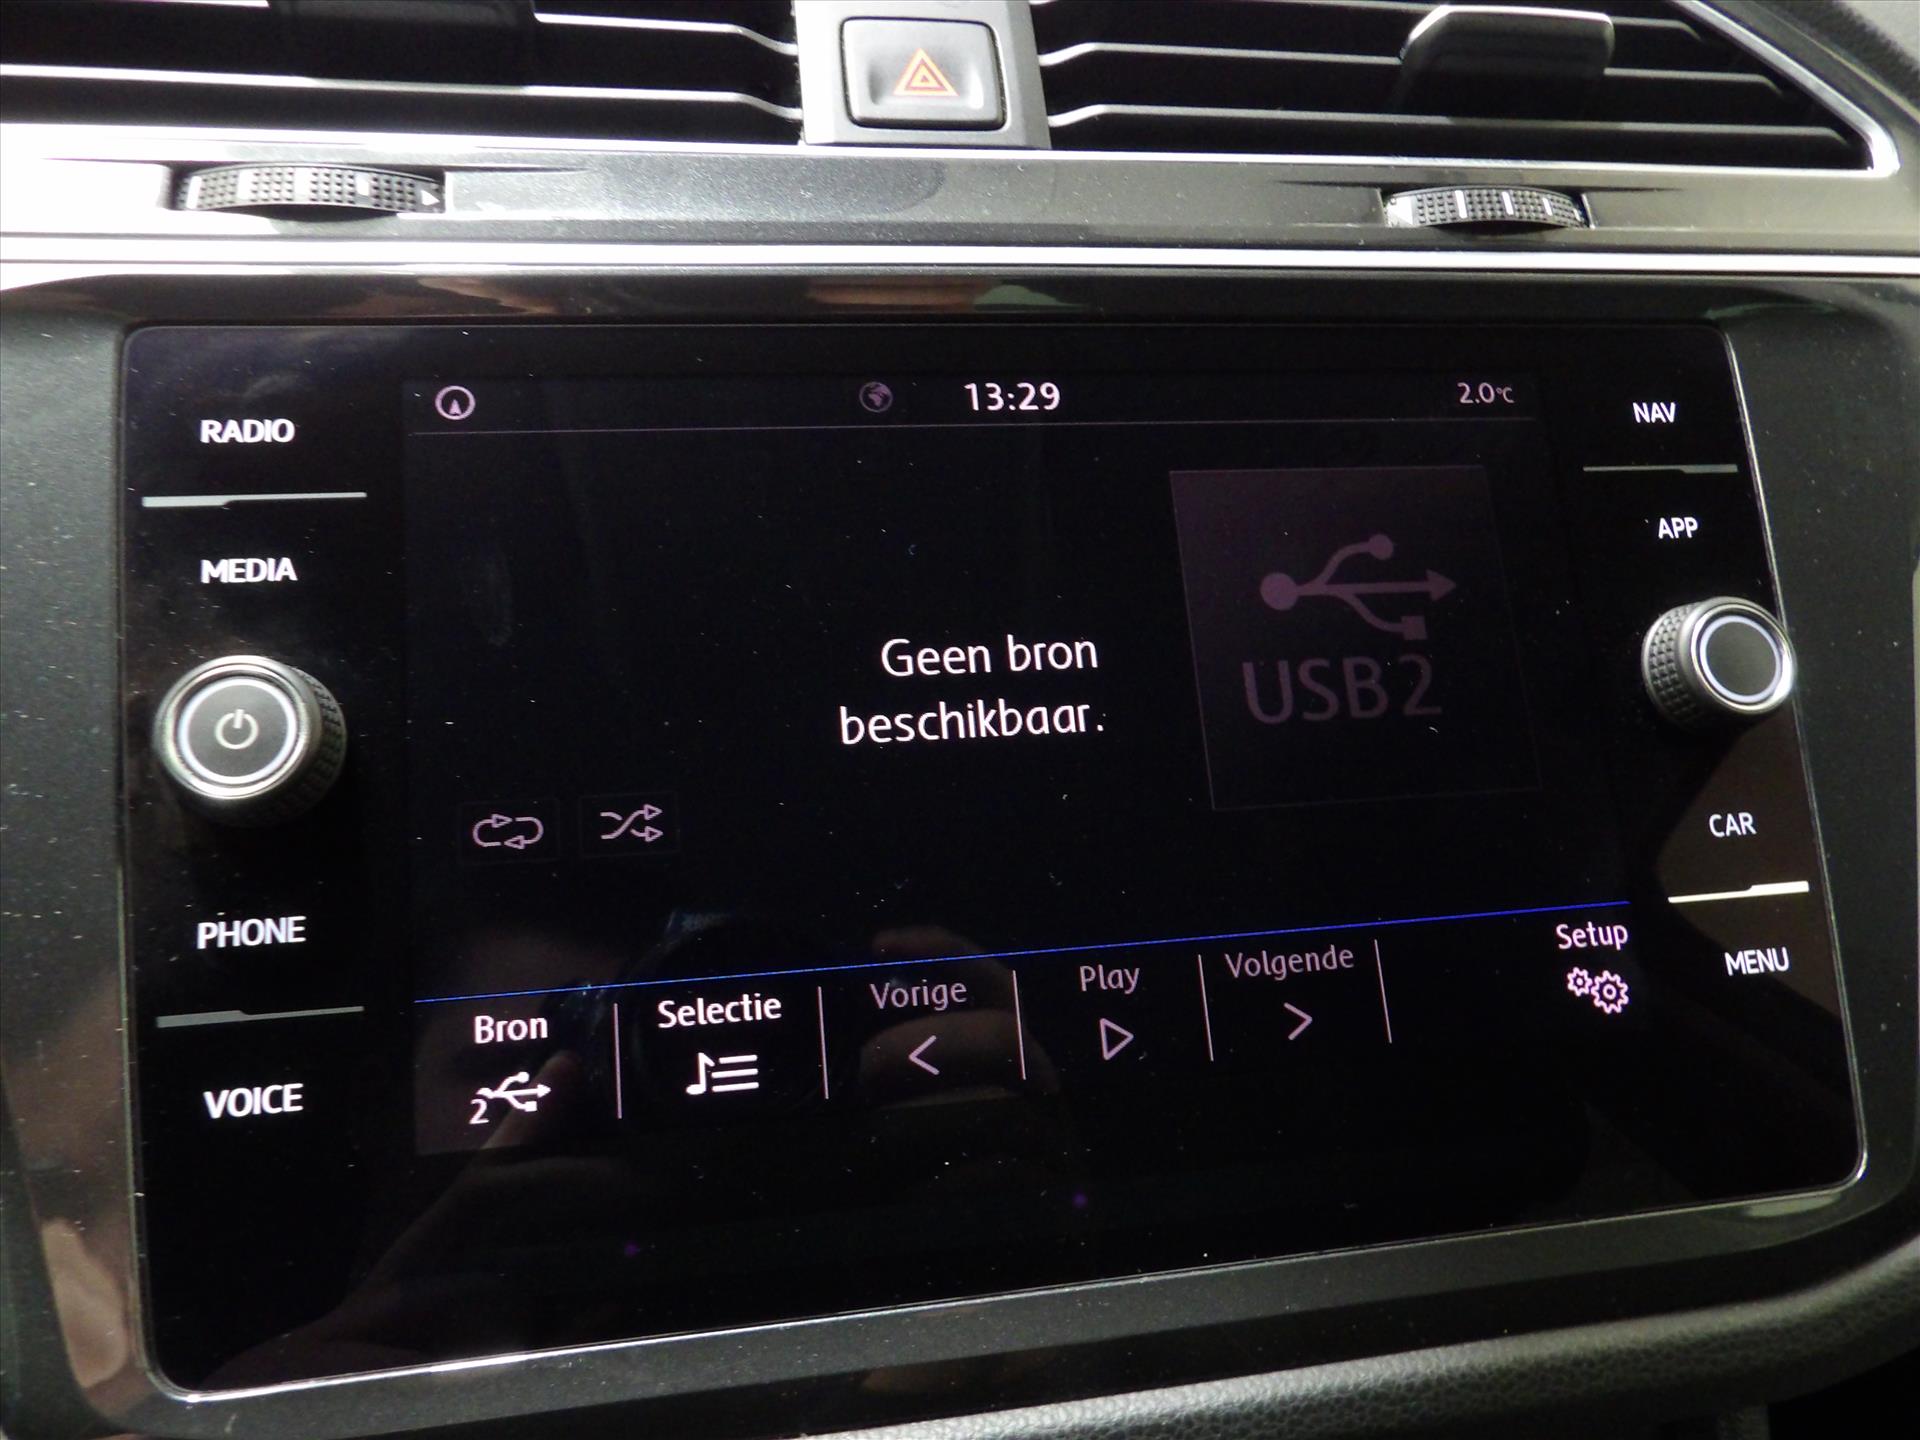 RADIO
MEDIA
PHONE
VOICE
13:29
2.0°C
Geen bron
beschikbaar.
USB2
Bron
2
Selectie
Vorige
Play
Volgende
Setup
NAV
APP
CAR
MENU